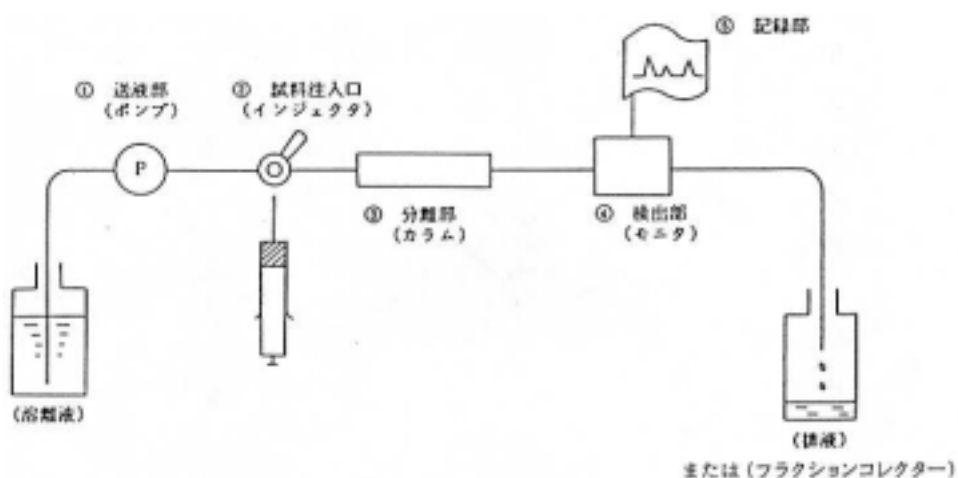 ⑤ 記録部
① 送液部
(ポンプ)
② 試料注入口
(インジェクタ)
P
③ 分離部
(カラム)
④ 検出部
(モニタ)
(溶離液)
(排液)
または(フラクションコレクター)